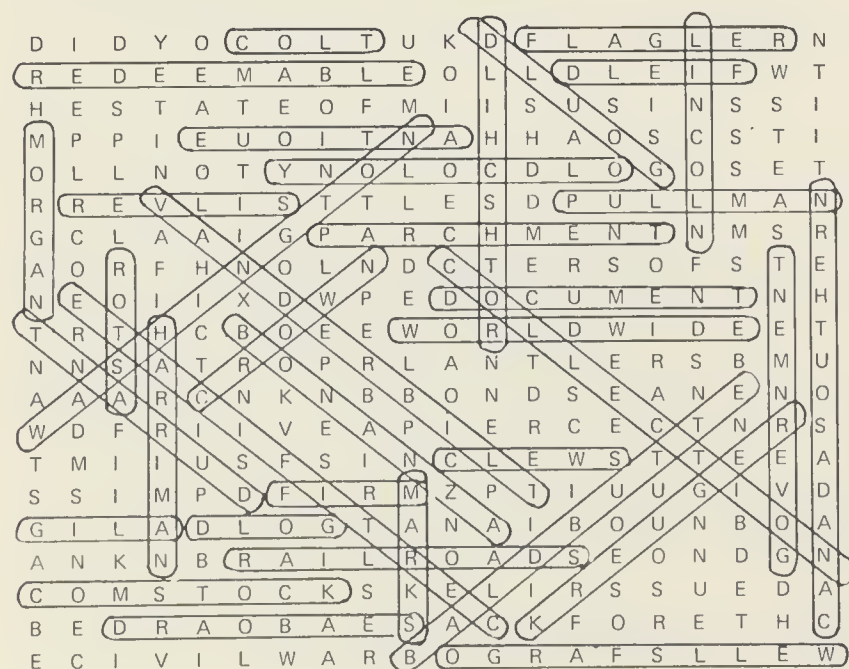 D I D Y O C O L T U K D F L A G L E R N
R E D E E M A B L E O L L D L E I F W T
H E S T A T E O F M I I S U S I N S S I
M P P I E U O I T N A H H A O S C S T I
O L L N O T Y N O L O C D L O G O S E T
R R E V L I S T T L E S D P U L L M A N
G C L A A I G P A R C H M E N T N M S R
A O R F H N O L N D C T E R S O F S T E
N E O I I X D W P E D O C U M E N T N H
T R T H C B O E E W O R L D W I D E E T
N N S A T R O P R L A N T L E R S B M U
A A A R C N K N B B O N D S E A N E N O
W D F R I I V E A P I E R C E C T N R S
T M I I U S F S I N C L E W S T T E E A
S S I M P D F I R M Z P T I U U G I V D
G I L A D L O G T A N A I B O U N B O A
A N K N B R A I L R O A D S E O N D G N
C O M S T O C K S K E L I R S S U E D A
B E D R A O B A E S A C K F O R E T H C
E C I V I L W A R B O G R A F S L L E W